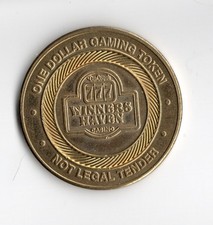 ONE DOLLAR GAMING TOKEN
777
WINNERS
HAVEN
CASINO
NOT LEGAL TENDER